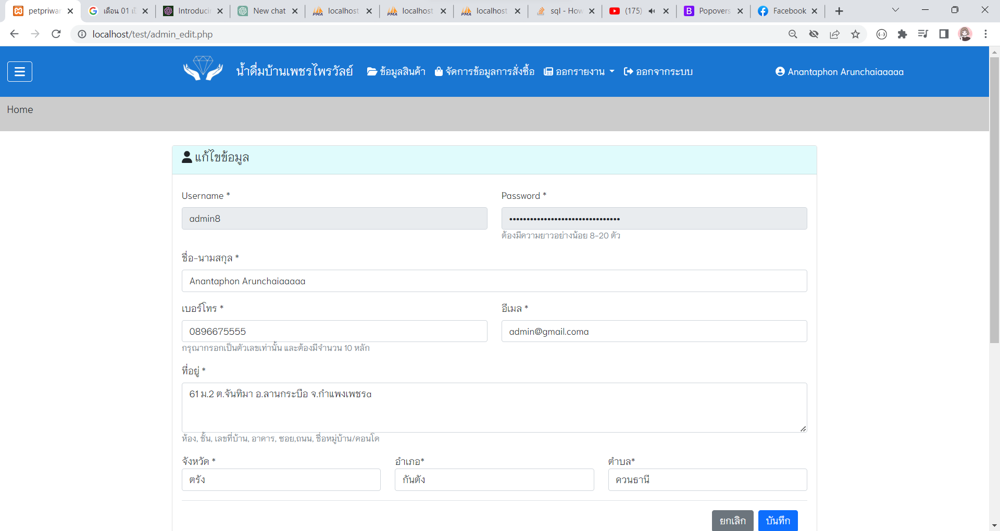 petpriwan
เดือน 01 เป็
Introducin
New chat
PMA
localhost
PMA
localhost
PMA
localhost
sql - How
(175)
B
Popovers
Facebook
localhost/test/admin_edit.php
น้ำดื่มบ้านเพชรไพรวัลย์
ข้อมูลสินค้า
จัดการข้อมูลการสั่งซื้อ
ออกรายงาน
ออกจากระบบ
Anantaphon Arunchaiaaaaa
Home
แก้ไขข้อมูล
Username *
Password *
admin8
••••••••••••••••••••••••••••••••
ต้องมีความยาวอย่างน้อย 8-20 ตัว
ชื่อ-นามสกุล *
Anantaphon Arunchaiaaaaa
เบอร์โทร *
อีเมล *
0896675555
admin@gmail.coma
กรุณากรอกเป็นตัวเลขเท่านั้น และต้องมีจำนวน 10 หลัก
ที่อยู่ *
61 ม.2 ต.จันทิมา อ.ลานกระบือ จ.กำแพงเพชรa
ห้อง, ชั้น, เลขที่บ้าน, อาคาร, ซอย,ถนน, ชื่อหมู่บ้าน/คอนโด
จังหวัด *
อำเภอ*
ตำบล*
ตรัง
กันตัง
ควนธานี
ยกเลิก
บันทึก